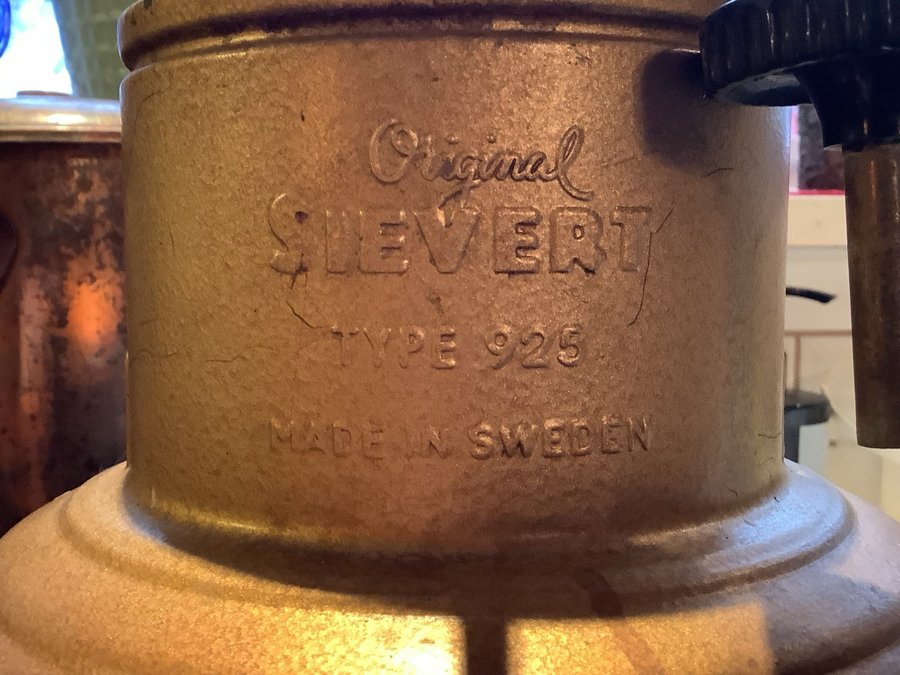 Original
SIEVERT
TYPE 925
MADE IN SWEDEN